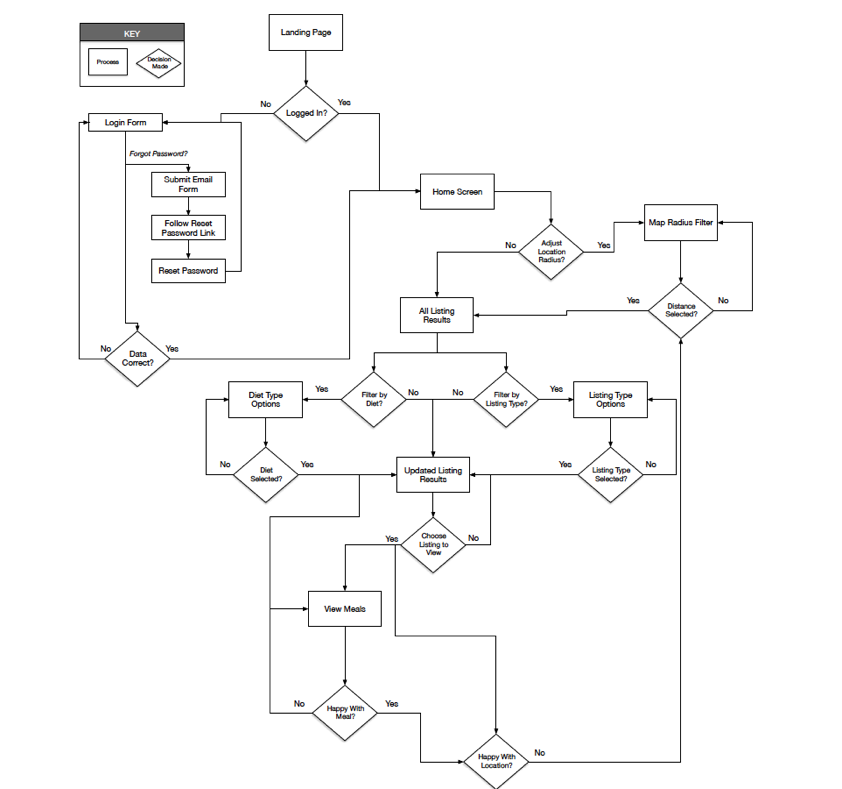 KEY
Process
Decision
Made
Landing Page
Logged In?
No
Yes
Login Form
Forgot Password?
Submit Email
Form
Follow Reset
Password Link
Reset Password
Data
Correct?
No
Yes
Home Screen
Adjust
Location
Radius?
No
Yes
Map Radius Filter
Distance
Selected?
Yes
No
All Listing
Results
Filter by
Diet?
Yes
No
Filter by
Listing Type?
No
Yes
Diet Type
Options
Listing Type
Options
Diet
Selected?
No
Yes
Updated Listing
Results
Listing Type
Selected?
Yes
No
Choose
Listing to
View
Yes
No
View Meals
Happy With
Meal?
No
Yes
Happy With
Location?
No